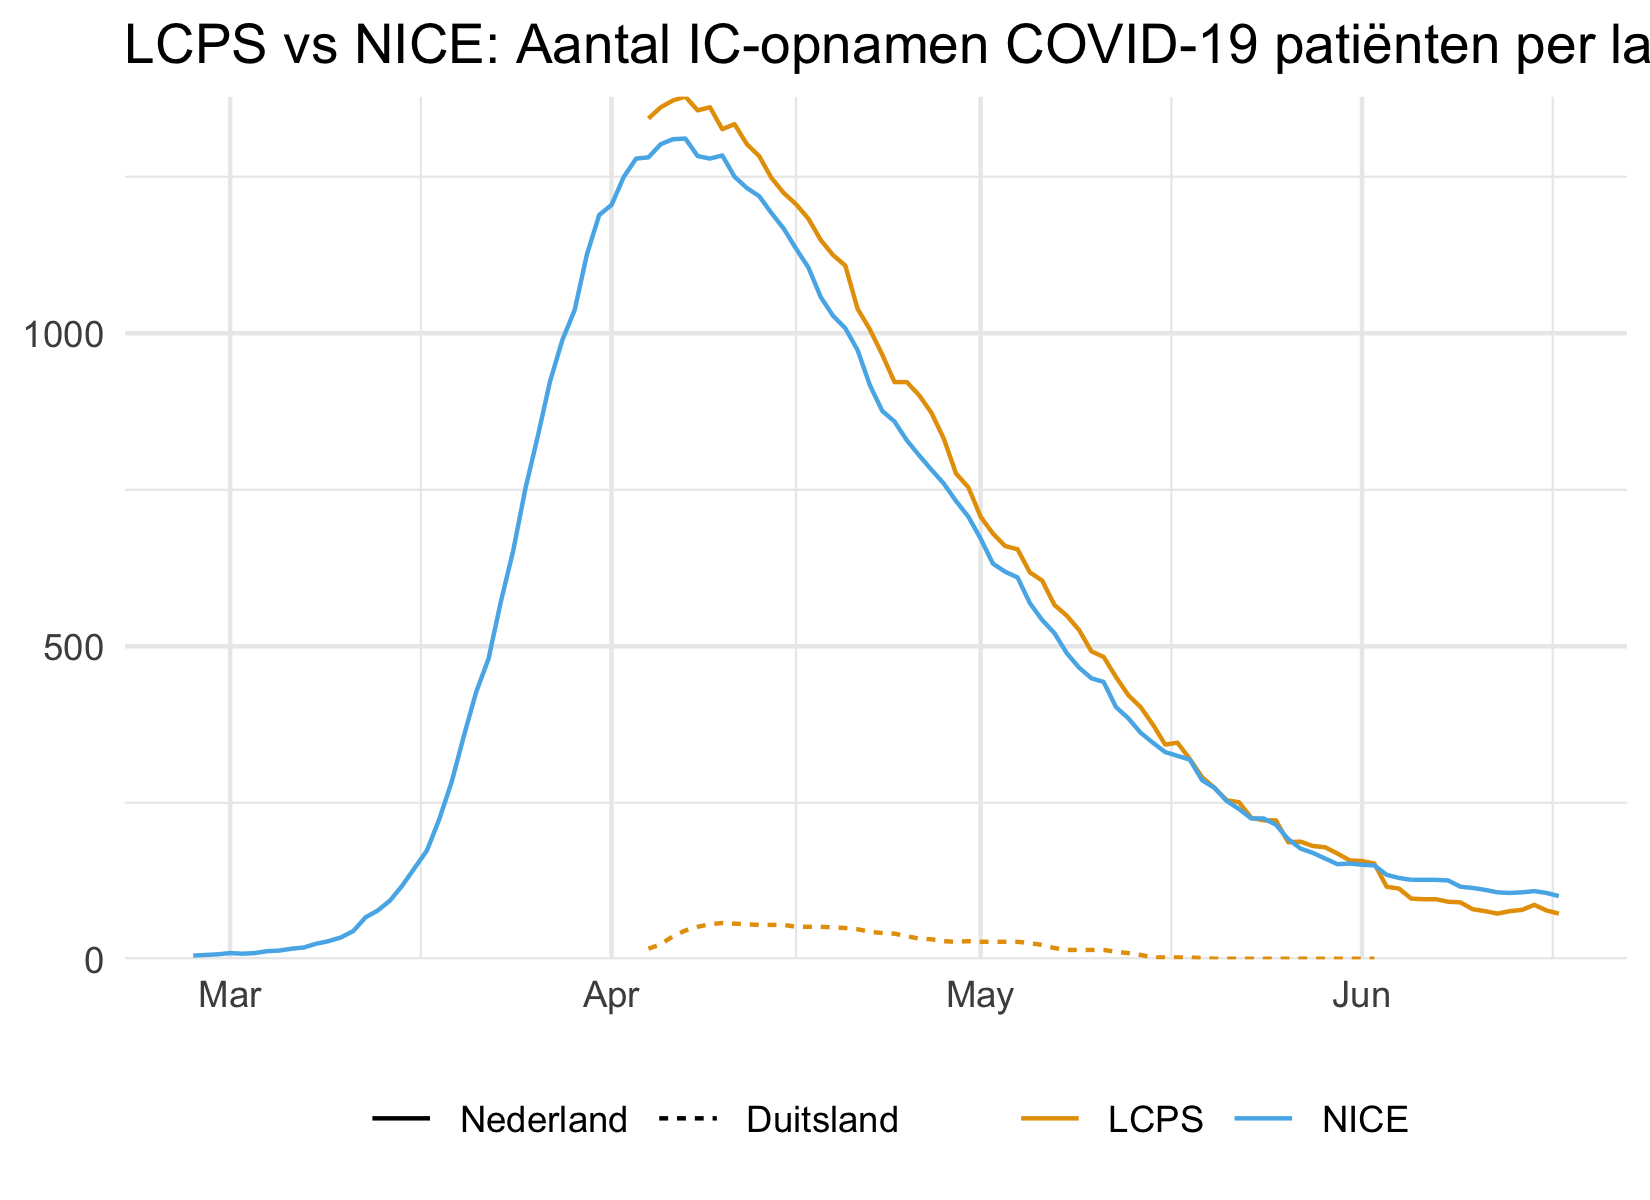 LCPS vs NICE: Aantal IC-opnamen COVID-19 patiënten per la
1000
500
0
Mar Apr May Jun
Nederland Duitsland LCPS NICE